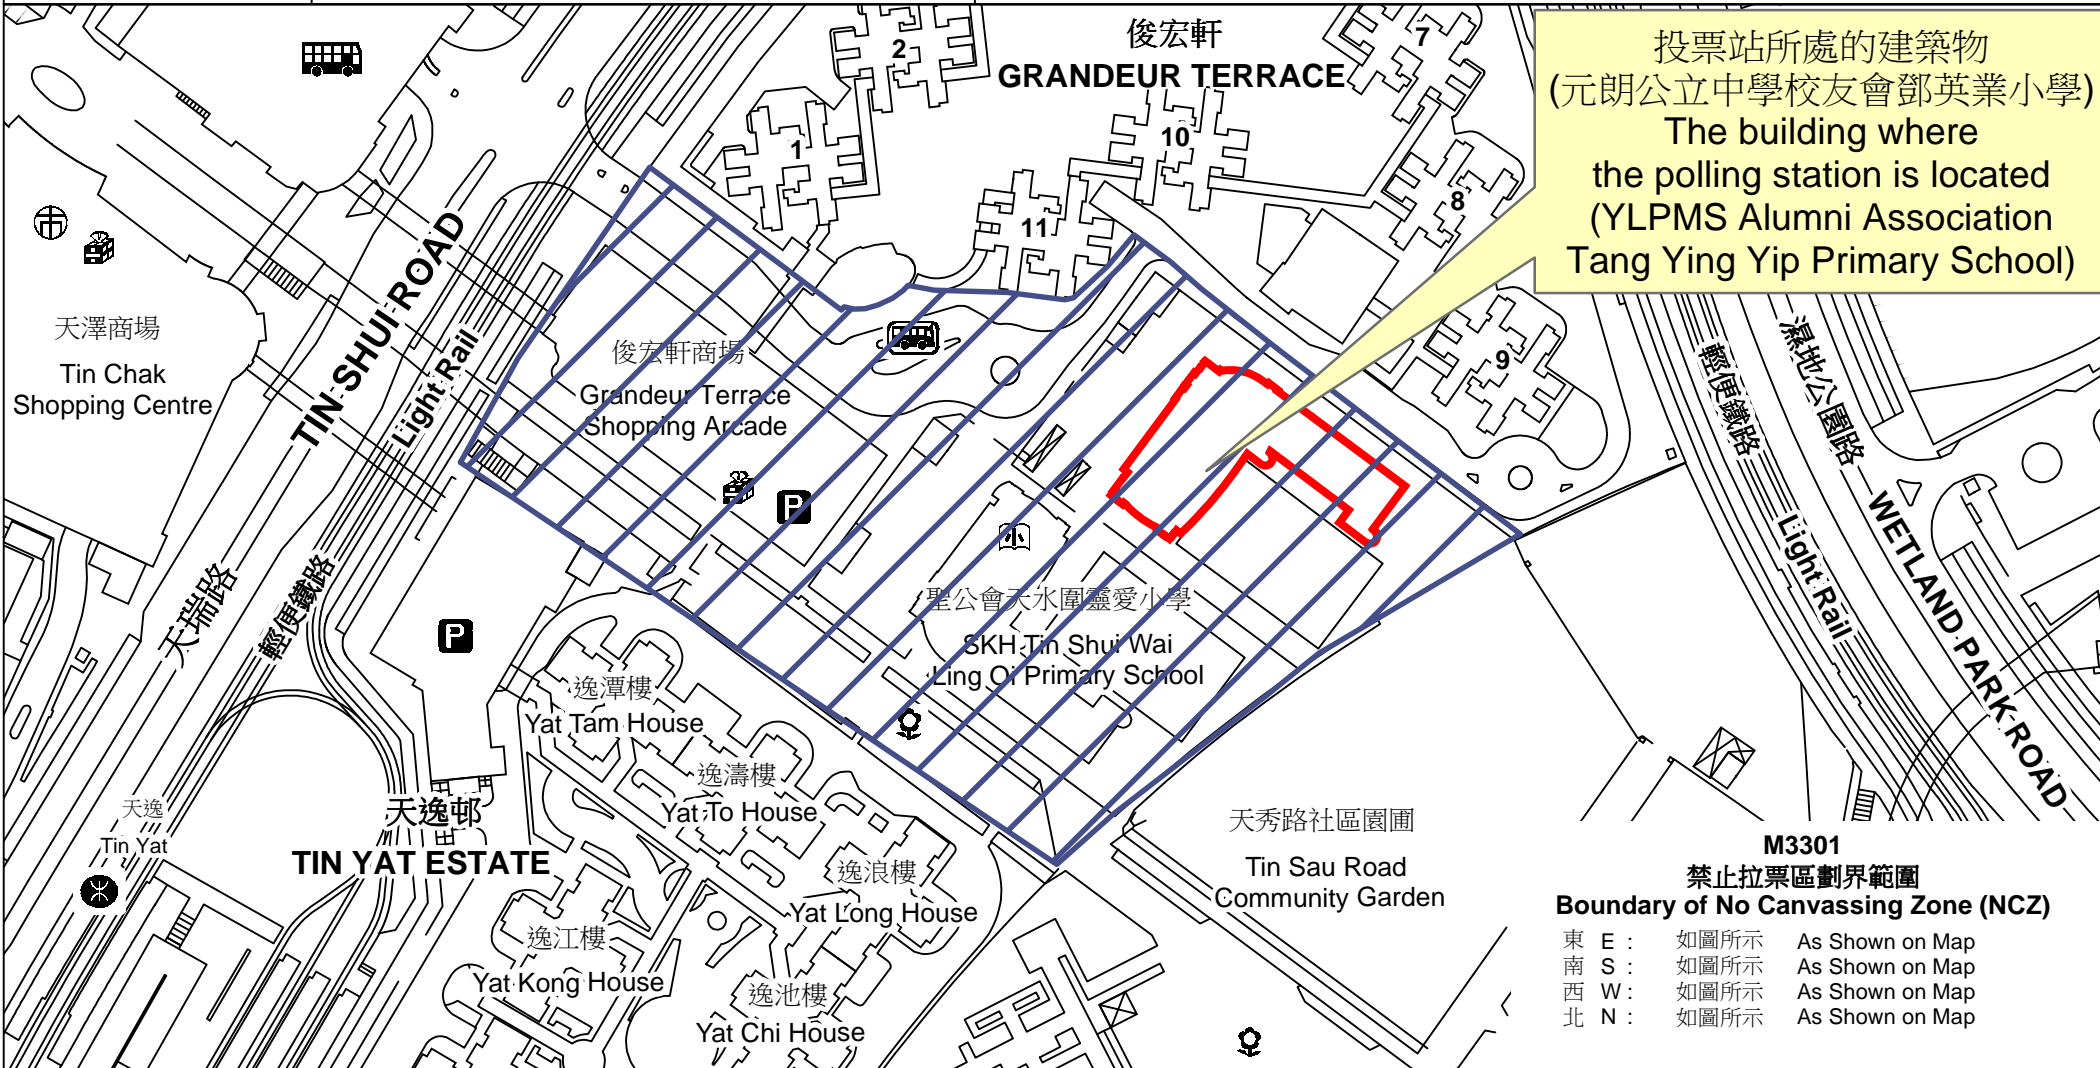 俊宏軒
GRANDEUR TERRACE
2
7
1
10
11
8
9
投票站所處的建築物
(元朗公立中學校友會鄧英業小學)
The building where
the polling station is located
(YLPMS Alumni Association
Tang Ying Yip Primary School)
天澤商場
Tin Chak
Shopping Centre
TIN SHUI ROAD
Light Rail
俊宏軒商場
Grandeur Terrace
Shopping Arcade
P
小
輕便鐵路
濕地公園路
Light Rail
WETLAND PARK ROAD
天瑞路
輕便鐵路
P
聖公會天水圍靈愛小學
SKH Tin Shui Wai
Ling Oi Primary School
逸潭樓
Yat Tam House
逸濤樓
Yat To House
逸浪樓
Yat Long House
天逸邨
TIN YAT ESTATE
天逸
Tin Yat
逸江樓
Yat Kong House
逸池樓
Yat Chi House
天秀路社區園圃
Tin Sau Road
Community Garden
市
M3301
禁止拉票區劃界範圍
Boundary of No Canvassing Zone (NCZ)
東 E : 如圖所示 As Shown on Map
南 S : 如圖所示 As Shown on Map
西 W : 如圖所示 As Shown on Map
北 N : 如圖所示 As Shown on Map